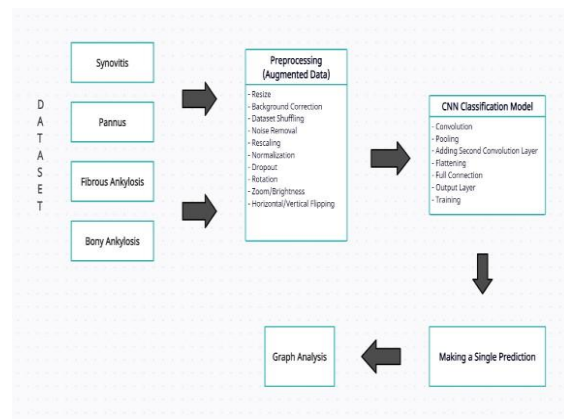 DATASET
Synovitis
Pannus
Fibrous Ankylosis
Bony Ankylosis
Preprocessing
(Augmented Data)
- Resize
- Background Correction
- Dataset Shuffling
- Noise Removal
- Rescaling
- Normalization
- Dropout
- Rotation
- Zoom/Brightness
- Horizontal/Vertical Flipping
CNN Classification Model
- Convolution
- Pooling
- Adding Second Convolution Layer
- Flattening
- Full Connection
- Output Layer
- Training
Making a Single Prediction
Graph Analysis